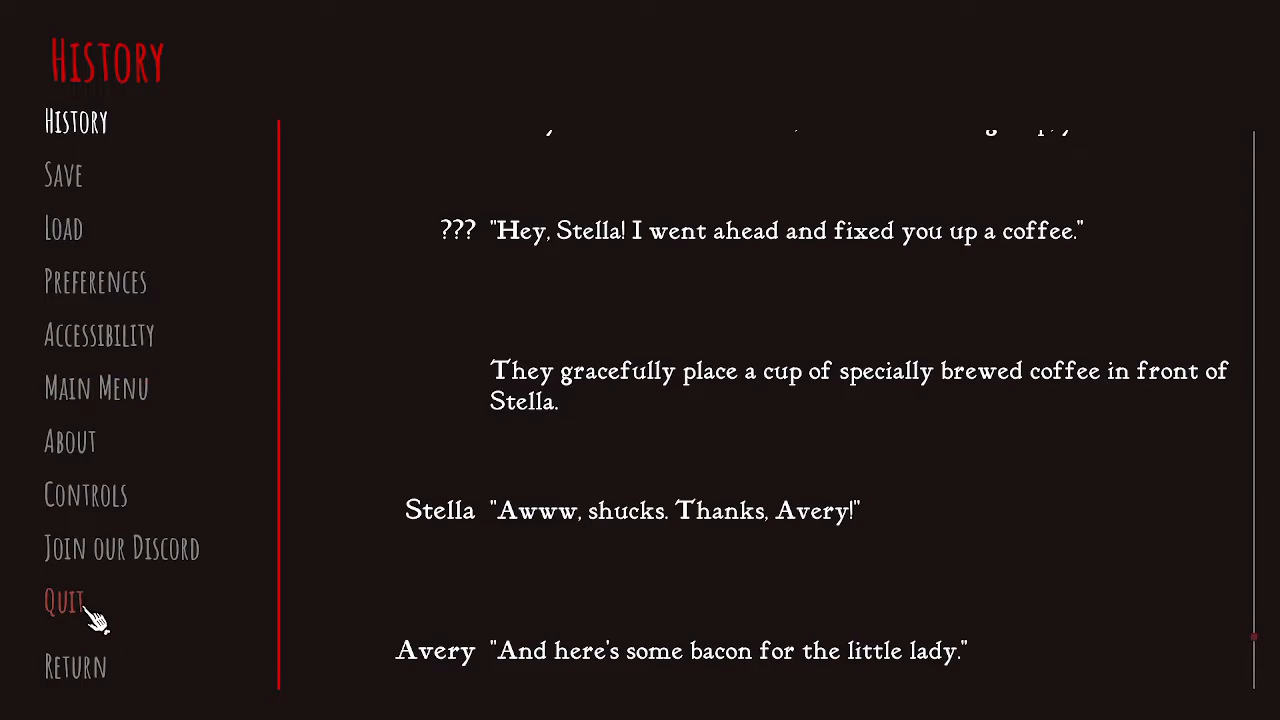 History
History
Save
Load
Preferences
Accessibility
Main Menu
About
Controls
Join our Discord
Quit
Return
??? "Hey, Stella! I went ahead and fixed you up a coffee."
They gracefully place a cup of specially brewed coffee in front of
Stella.
Stella "Awww, shucks. Thanks, Avery!"
Avery "And here's some bacon for the little lady."